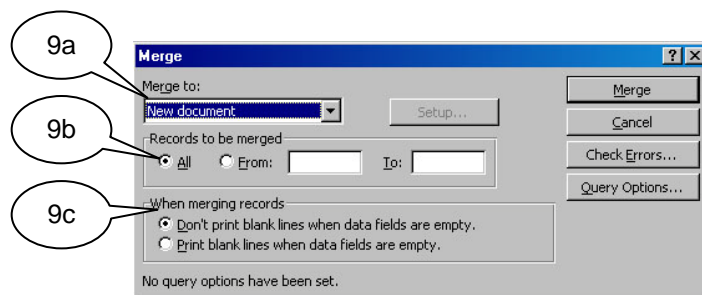 9a
Merge
Merge to:
New document
Setup...
Merge
9b
Records to be merged
All From: To:
Cancel
Check Errors...
Query Options...
9c
When merging records
Don't print blank lines when data fields are empty.
Print blank lines when data fields are empty.
No query options have been set.